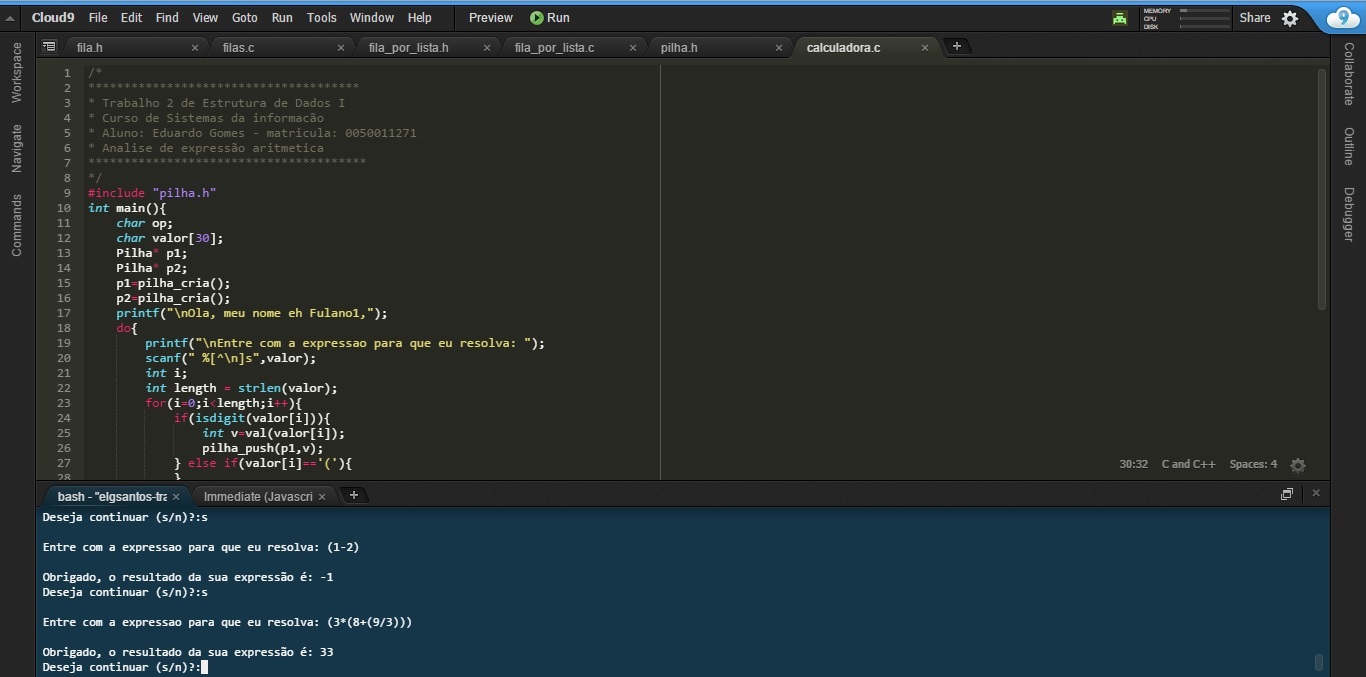 Cloud9 File Edit Find View Goto Run Tools Window Help Preview Run MEMORY CPU DISK Share 9
Workspace
Navigate
Commands
fila.h × filas.c × fila_por_lista.h × fila_por_lista.c × pilha.h × calculadora.c × +
1 /*
2 **************************************
3 * Trabalho 2 de Estrutura de Dados I
4 * Curso de Sistemas da informacão
5 * Aluno: Eduardo Gomes - matricula: 0050011271
6 * Analise de expressão aritmetica
7 ***************************************
8 */
9 #include "pilha.h"
10 int main(){
11 char op;
12 char valor[30];
13 Pilha* p1;
14 Pilha* p2;
15 p1=pilha_cria();
16 p2=pilha_cria();
17 printf("\nOla, meu nome eh Fulano1,");
18 do{
19 printf("\nEntre com a expressao para que eu resolva: ");
20 scanf(" %[^\n]s",valor);
21 int i;
22 int length = strlen(valor);
23 for(i=0;i<length;i++){
24 if(isdigit(valor[i])){
25 int v=val(valor[i]);
26 pilha_push(p1,v);
27 } else if(valor[i]=='('){
28 }
30:32 C and C++ Spaces: 4
Collaborate
Outline
Debugger
bash - "elgsantos-tra × Immediate (Javascri × +
Deseja continuar (s/n)?:s
Entre com a expressao para que eu resolva: (1-2)
Obrigado, o resultado da sua expressão é: -1
Deseja continuar (s/n)?:s
Entre com a expressao para que eu resolva: (3*(8+(9/3)))
Obrigado, o resultado da sua expressão é: 33
Deseja continuar (s/n)?: